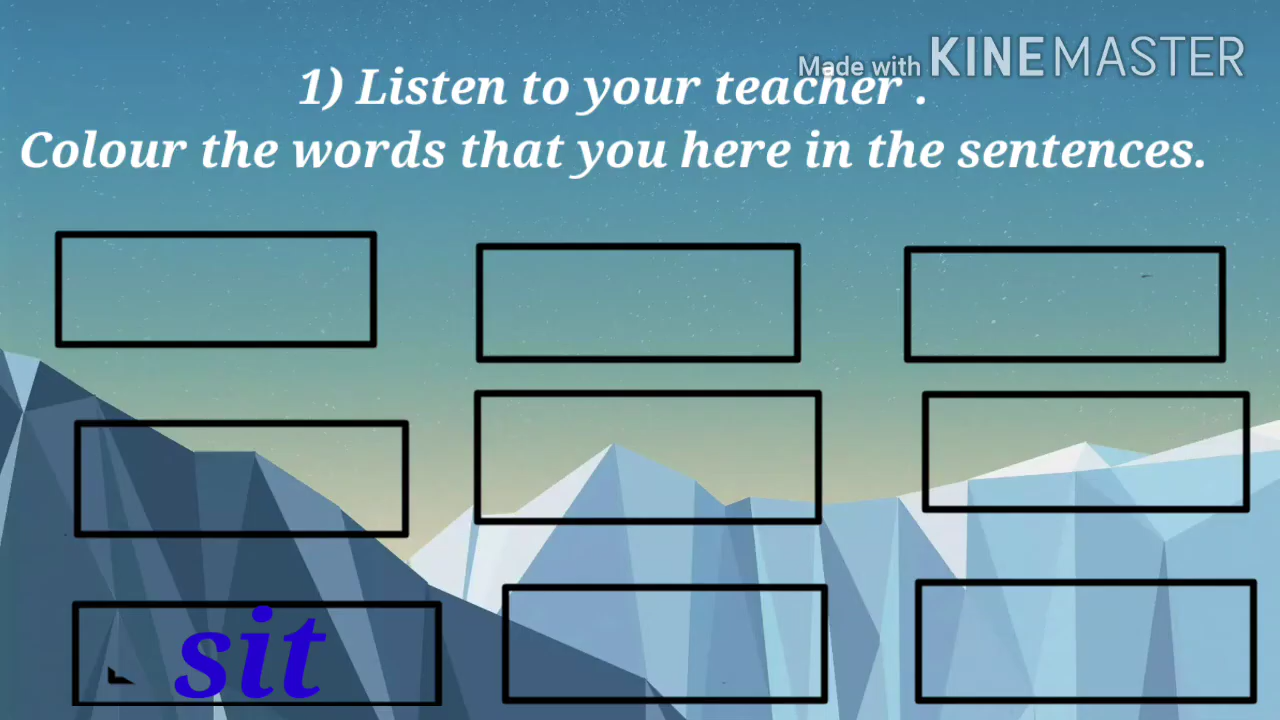 Made with KINEMASTER
1) Listen to your teacher .
Colour the words that you here in the sentences.
sit